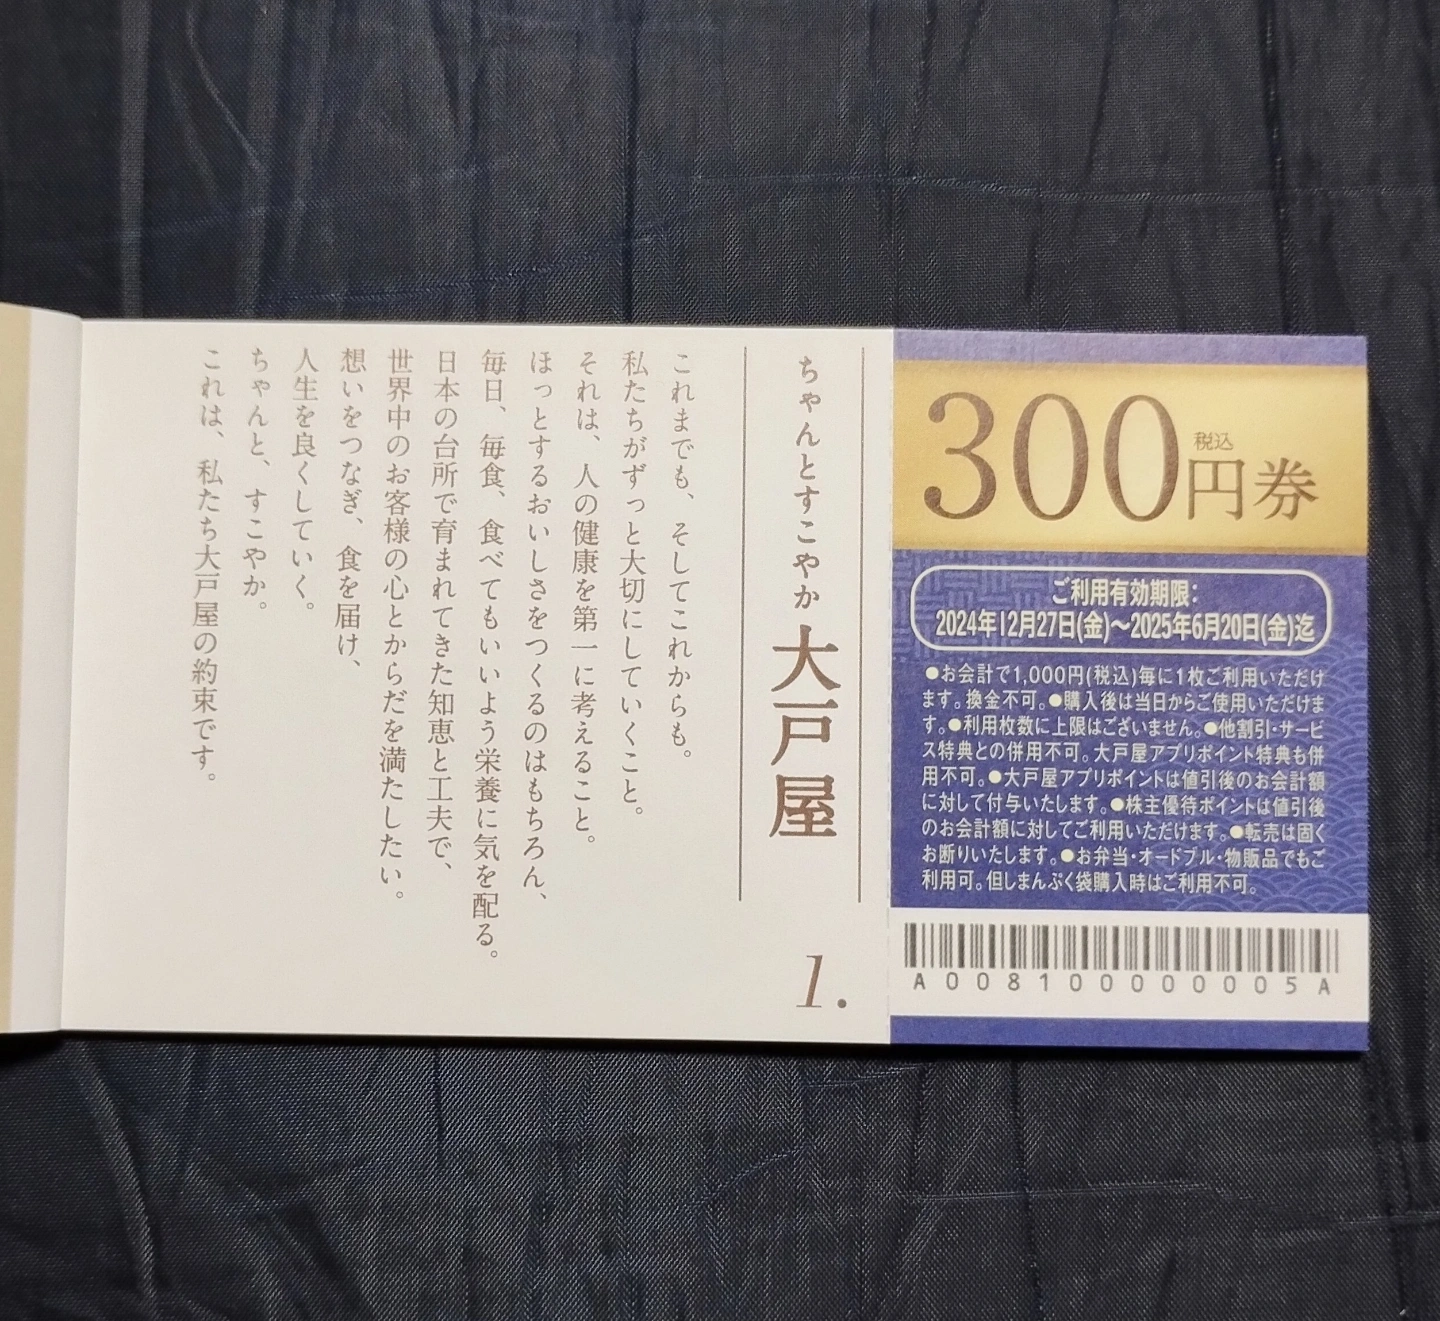 ちゃんとすこやか大戸屋
これまでも、そしてこれからも。
私たちがずっと大切にしていくこと。
それは、人の健康を第一に考えること。
ほっとするおいしさをつくるのはもちろん、
毎日、毎食、食べてもいいよう栄養に気を配る。
日本の台所で育まれてきた知恵と工夫で、
世界中のお客様の心とからだを満たしたい。
想いをつなぎ、食を届け、
人生を良くしていく。
ちゃんと、すこやか。
これは、私たち大戸屋の約束です。
1.
300円券
税込
ご利用有効期限:
2024年12月27日(金)〜2025年6月20日(金)迄
●お会計で1,000円(税込)毎に1枚ご利用いただけ
ます。換金不可。●購入後は当日からご使用いただけま
す。●利用枚数に上限はございません。●他割引・サービ
ス特典との併用不可。大戸屋アプリポイント特典も併
用不可。●大戸屋アプリポイントは値引後のお会計額
に対して付与いたします。●株主優待ポイントは値引後
のお会計額に対してご利用いただけます。●転売は固く
お断りいたします。●お弁当・オードブル・物販品でもご
利用可。但しまんぷく袋購入時はご利用不可。
A008100000005A